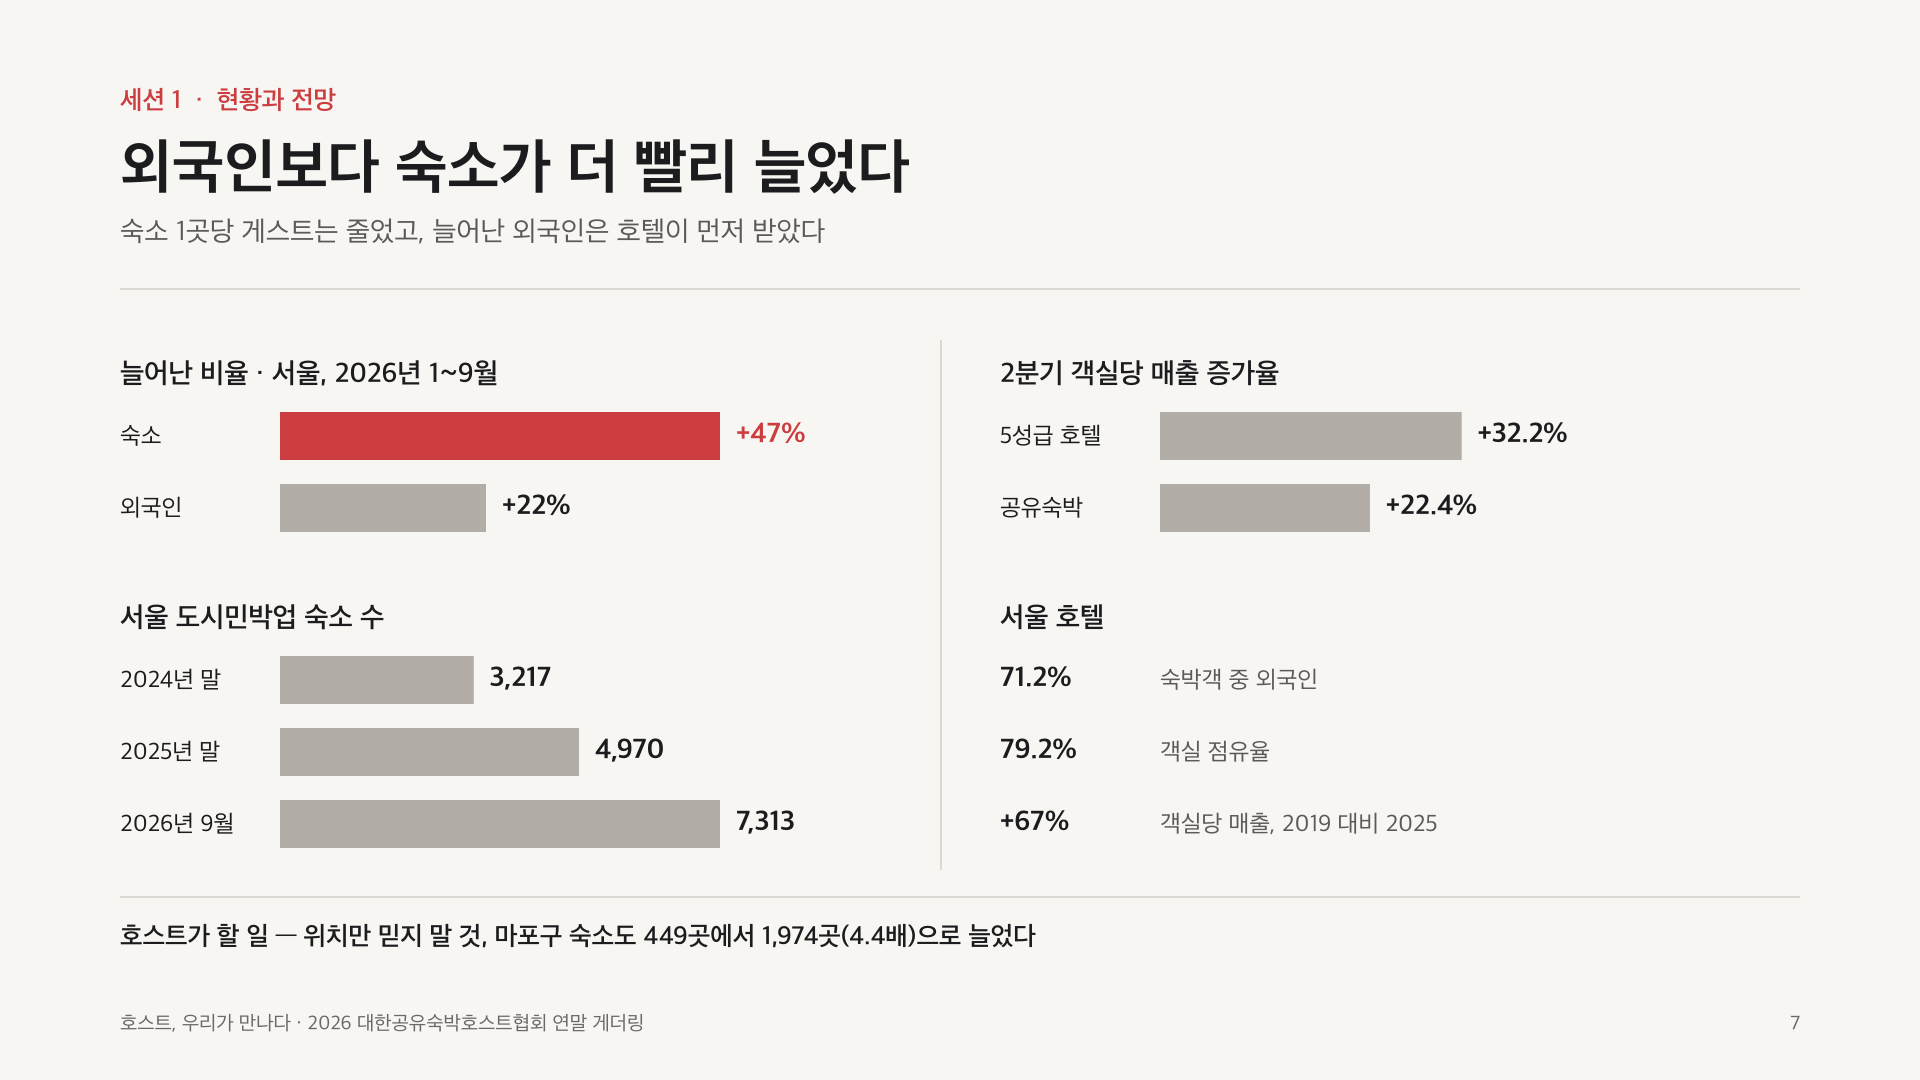 세션 1 · 현황과 전망
외국인보다 숙소가 더 빨리 늘었다
숙소 1곳당 게스트는 줄었고, 늘어난 외국인은 호텔이 먼저 받았다
늘어난 비율 · 서울, 2026년 1~9월
숙소 +47%
외국인 +22%
서울 도시민박업 숙소 수
2024년 말 3,217
2025년 말 4,970
2026년 9월 7,313
2분기 객실당 매출 증가율
5성급 호텔 +32.2%
공유숙박 +22.4%
서울 호텔
71.2% 숙박객 중 외국인
79.2% 객실 점유율
+67% 객실당 매출, 2019 대비 2025
호스트가 할 일 — 위치만 믿지 말 것, 마포구 숙소도 449곳에서 1,974곳(4.4배)으로 늘었다
호스트, 우리가 만나다 · 2026 대한공유숙박호스트협회 연말 게더링
7